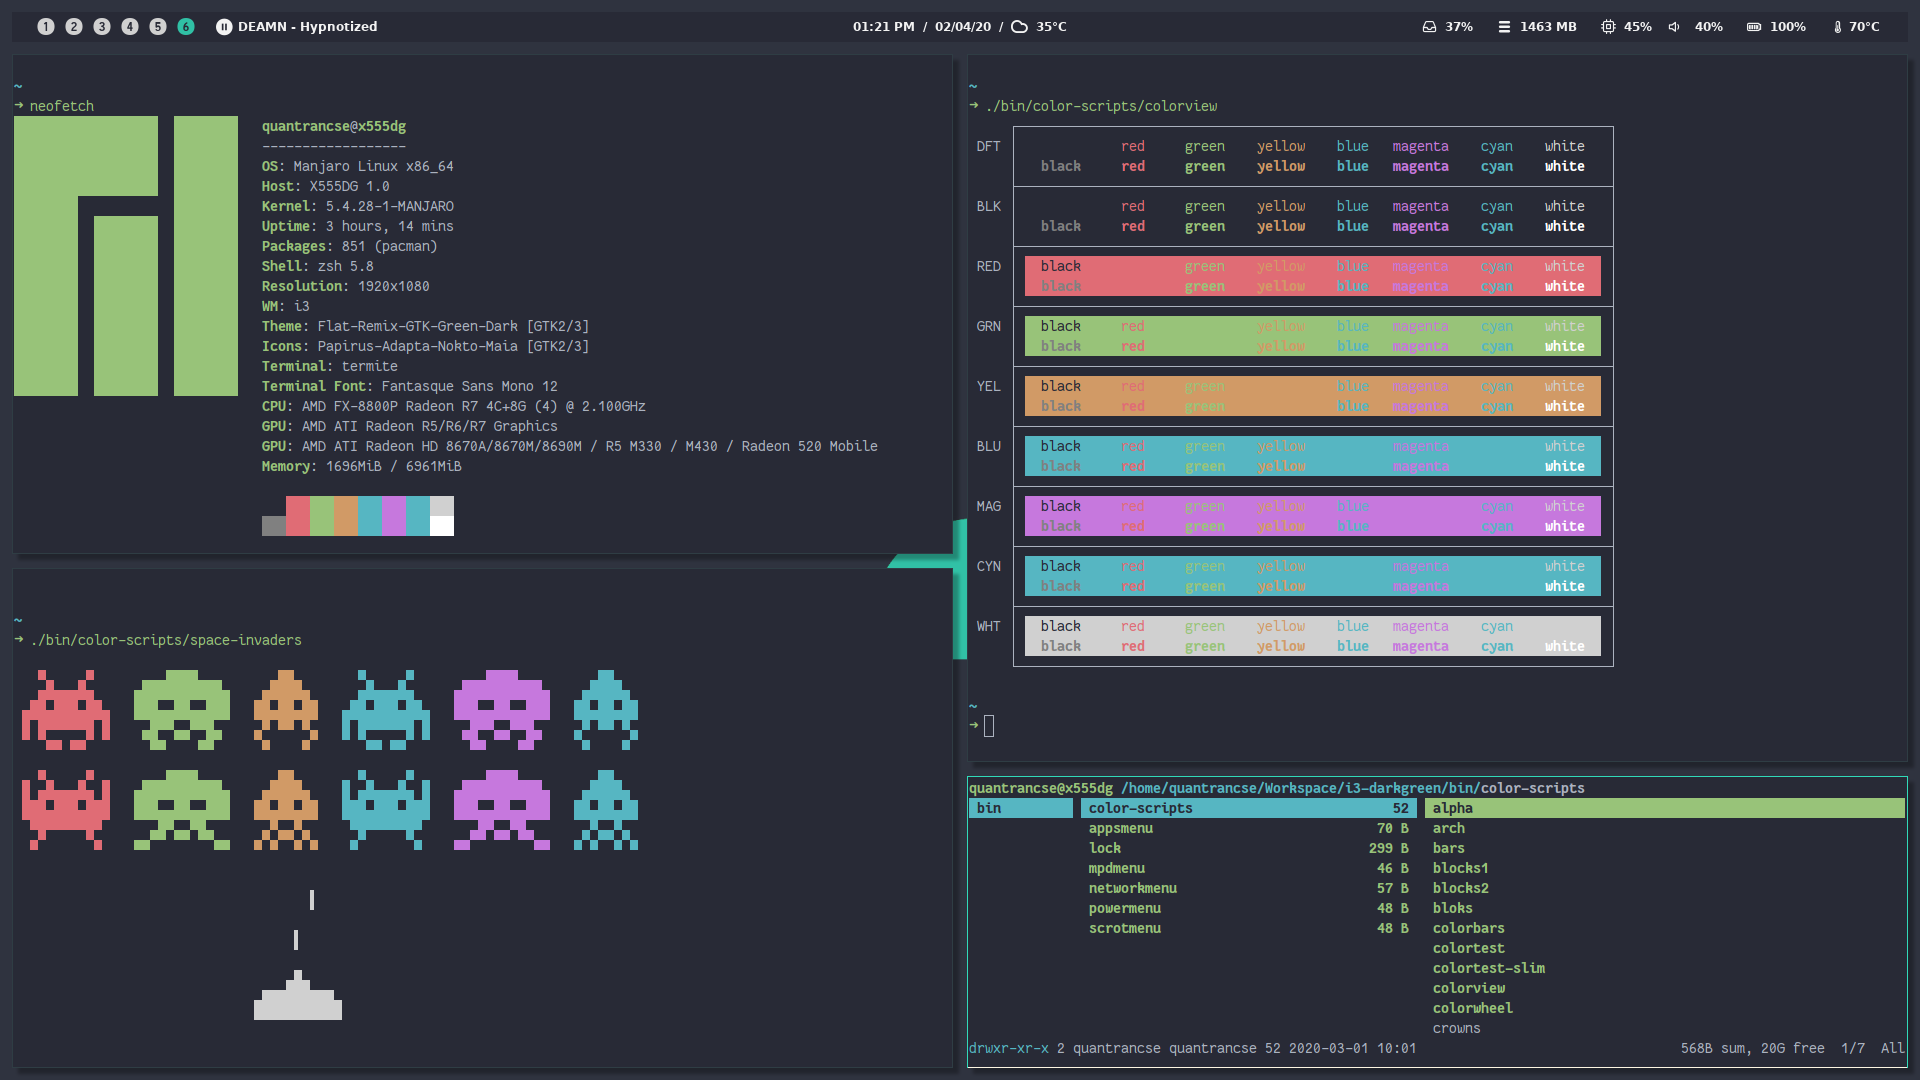 1 2 3 4 5 6 DEAMN - Hypnotized
01:21 PM / 02/04/20 / 35°C
37% 1463 MB 45% 40% 100% 70°C
~
➜ neofetch
quantrancse@x555dg
------------------
OS: Manjaro Linux x86_64
Host: X555DG 1.0
Kernel: 5.4.28-1-MANJARO
Uptime: 3 hours, 14 mins
Packages: 851 (pacman)
Shell: zsh 5.8
Resolution: 1920x1080
WM: i3
Theme: Flat-Remix-GTK-Green-Dark [GTK2/3]
Icons: Papirus-Adapta-Nokto-Maia [GTK2/3]
Terminal: termite
Terminal Font: Fantasque Sans Mono 12
CPU: AMD FX-8800P Radeon R7 4C+8G (4) @ 2.100GHz
GPU: AMD ATI Radeon R5/R6/R7 Graphics
GPU: AMD ATI Radeon HD 8670A/8670M/8690M / R5 M330 / M430 / Radeon 520 Mobile
Memory: 1696MiB / 6961MiB
~
➜ ./bin/color-scripts/space-invaders
~
➜ ./bin/color-scripts/colorview
DFT red green yellow blue magenta cyan white
black red green yellow blue magenta cyan white
BLK red green yellow blue magenta cyan white
black red green yellow blue magenta cyan white
RED black green yellow blue magenta cyan white
black green yellow blue magenta cyan white
GRN black red yellow blue magenta cyan white
black red yellow blue magenta cyan white
YEL black red green blue magenta cyan white
black red green blue magenta cyan white
BLU black red green yellow magenta white
black red green yellow magenta white
MAG black red green yellow blue cyan white
black red green yellow blue cyan white
CYN black red green yellow magenta white
black red green yellow magenta white
WHT black red green yellow blue magenta cyan
black red green yellow blue magenta cyan white
~
➜
quantrancse@x555dg /home/quantrancse/Workspace/i3-darkgreen/bin/color-scripts
bin color-scripts 52 alpha
appsmenu 70 B arch
lock 299 B bars
mpdmenu 46 B blocks1
networkmenu 57 B blocks2
powermenu 48 B bloks
scrotmenu 48 B colorbars
colortest
colortest-slim
colorview
colorwheel
crowns
drwxr-xr-x 2 quantrancse quantrancse 52 2020-03-01 10:01 568B sum, 20G free 1/7 All